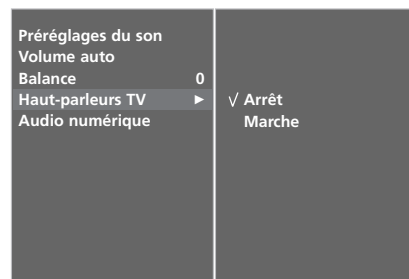 Préréglages du son
Volume auto
Balance 0
Haut-parleurs TV ►
Audio numérique
√ Arrêt
Marche